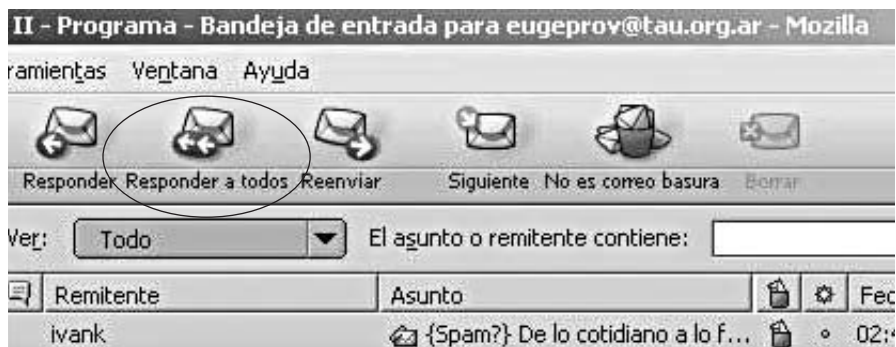 II - Programa - Bandeja de entrada para eugeprov@tau.org.ar - Mozilla
ramientas Ventana Ayuda
Responder Responder a todos Reenviar Siguiente No es correo basura Borrar
Ver: Todo El asunto o remitente contiene:
Remitente Asunto Fec
ivank {Spam?} De lo cotidiano a lo f... 02:4